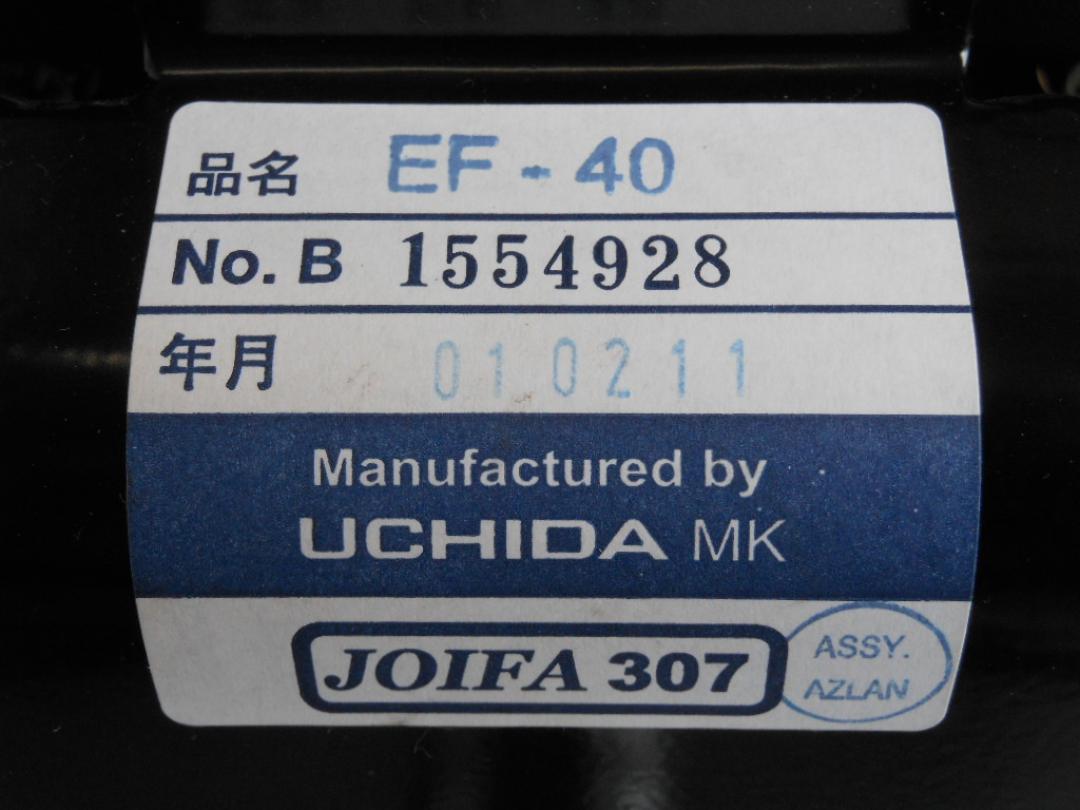 品名 EF-40
No. B 1554928
年月 010211
Manufactured by
UCHIDA MK
JOIFA 307
ASSY.
AZLAN